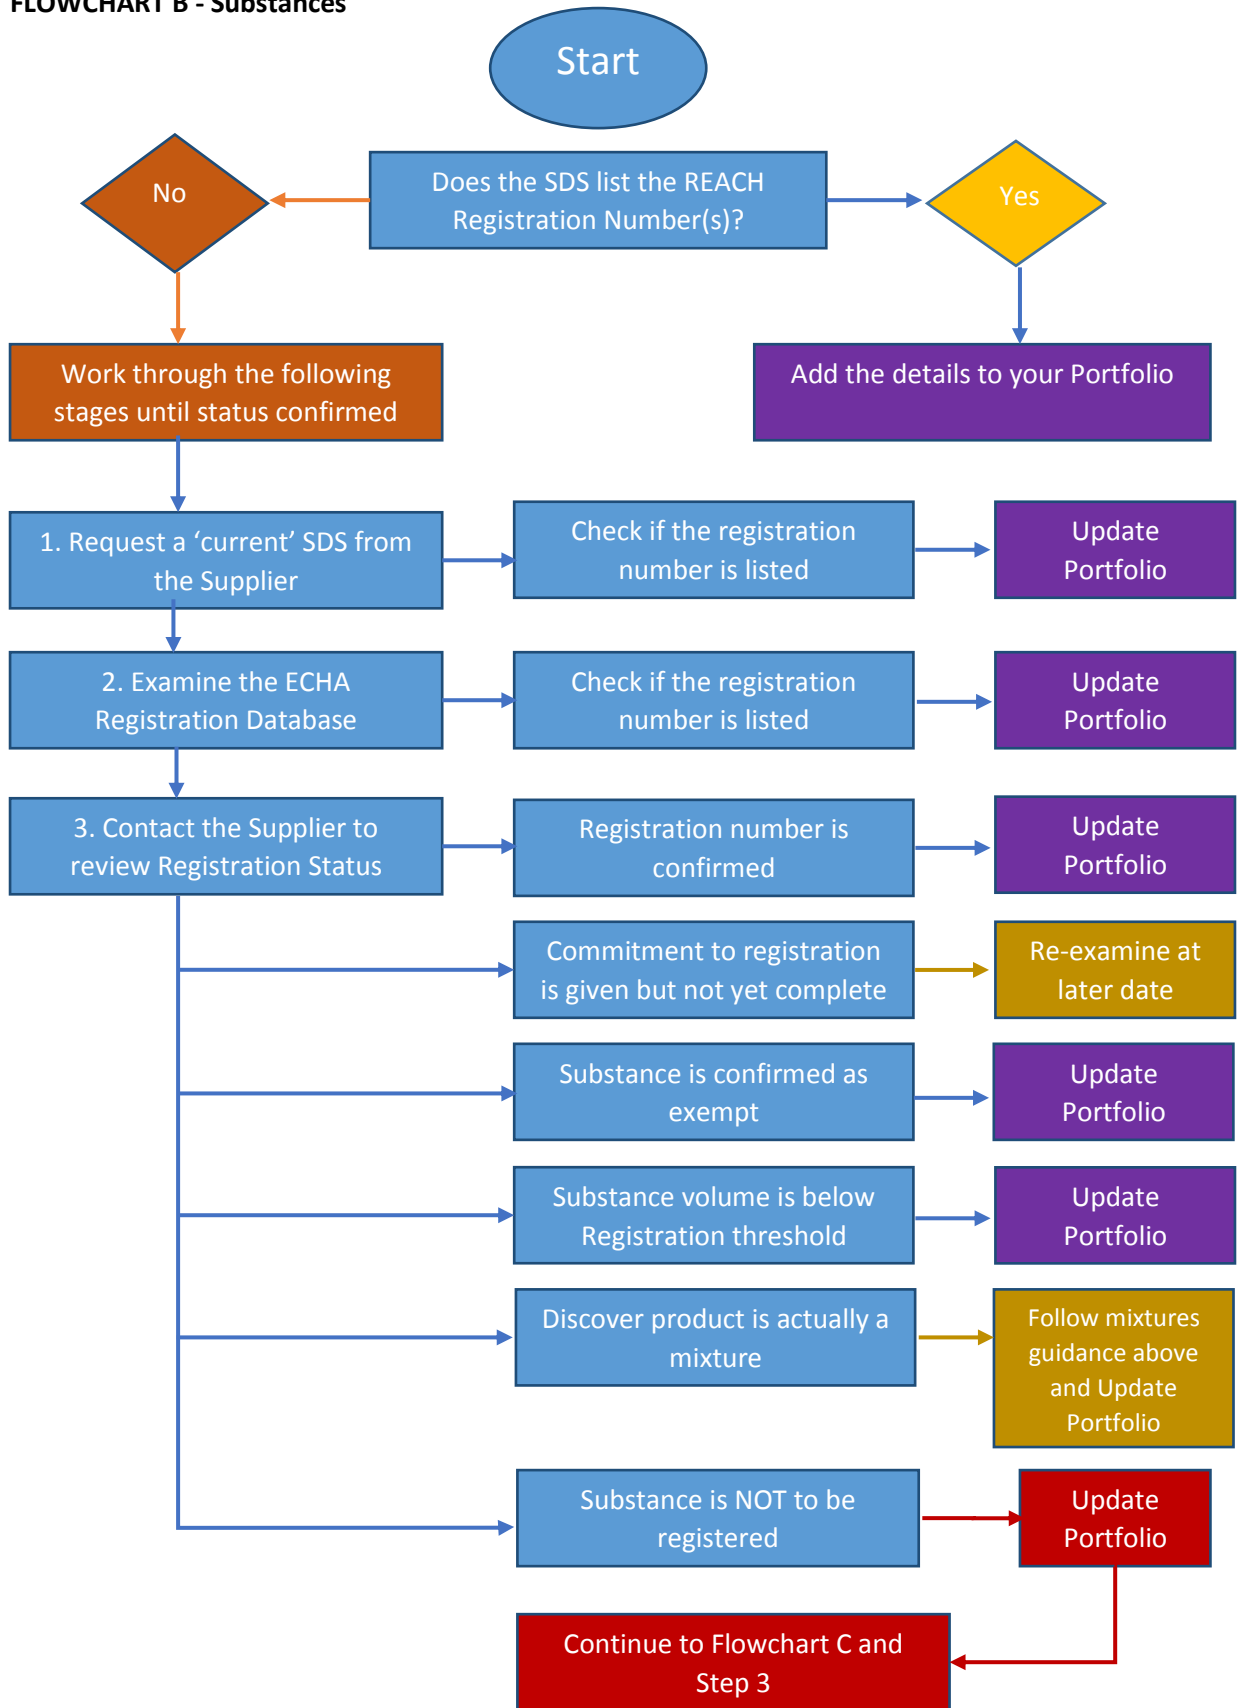 FLOWCHART B - Substances
Start
No
Does the SDS list the REACH
Registration Number(s)?
Yes
Work through the following
stages until status confirmed
Add the details to your Portfolio
1. Request a ‘current’ SDS from
the Supplier
Check if the registration
number is listed
Update
Portfolio
2. Examine the ECHA
Registration Database
Check if the registration
number is listed
Update
Portfolio
3. Contact the Supplier to
review Registration Status
Registration number is
confirmed
Update
Portfolio
Commitment to registration
is given but not yet complete
Re-examine at
later date
Substance is confirmed as
exempt
Update
Portfolio
Substance volume is below
Registration threshold
Update
Portfolio
Discover product is actually a
mixture
Follow mixtures
guidance above
and Update
Portfolio
Substance is NOT to be
registered
Update
Portfolio
Continue to Flowchart C and
Step 3